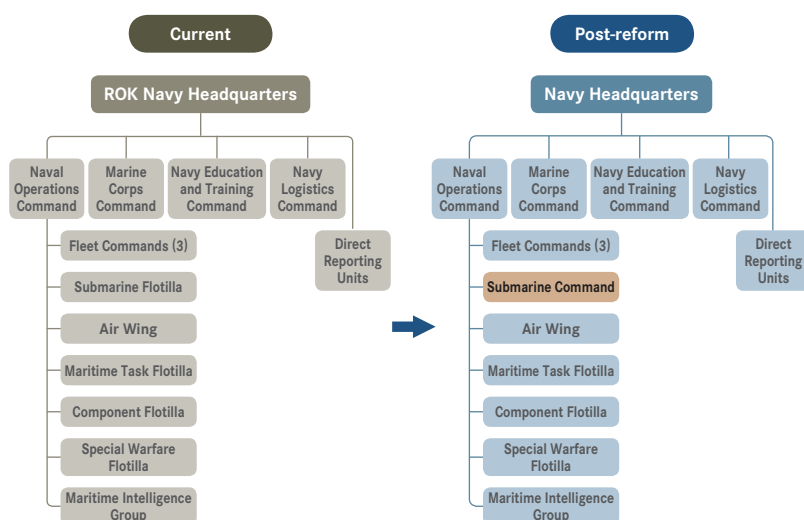 Current
ROK Navy Headquarters
Naval
Operations
Command
Marine
Corps
Command
Navy Education
and Training
Command
Navy
Logistics
Command
Direct
Reporting
Units
Fleet Commands (3)
Submarine Flotilla
Air Wing
Maritime Task Flotilla
Component Flotilla
Special Warfare
Flotilla
Maritime Intelligence
Group
Post-reform
Navy Headquarters
Naval
Operations
Command
Marine
Corps
Command
Navy Education
and Training
Command
Navy
Logistics
Command
Direct
Reporting
Units
Fleet Commands (3)
Submarine Command
Air Wing
Maritime Task Flotilla
Component Flotilla
Special Warfare
Flotilla
Maritime Intelligence
Group